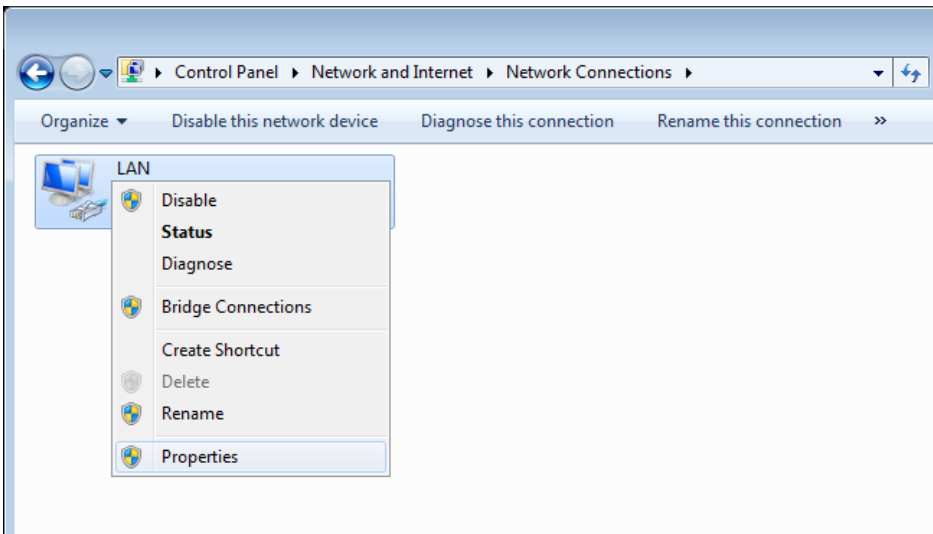 Control Panel Network and Internet Network Connections
Organize Disable this network device Diagnose this connection Rename this connection »
LAN
Disable
Status
Diagnose
Bridge Connections
Create Shortcut
Delete
Rename
Properties